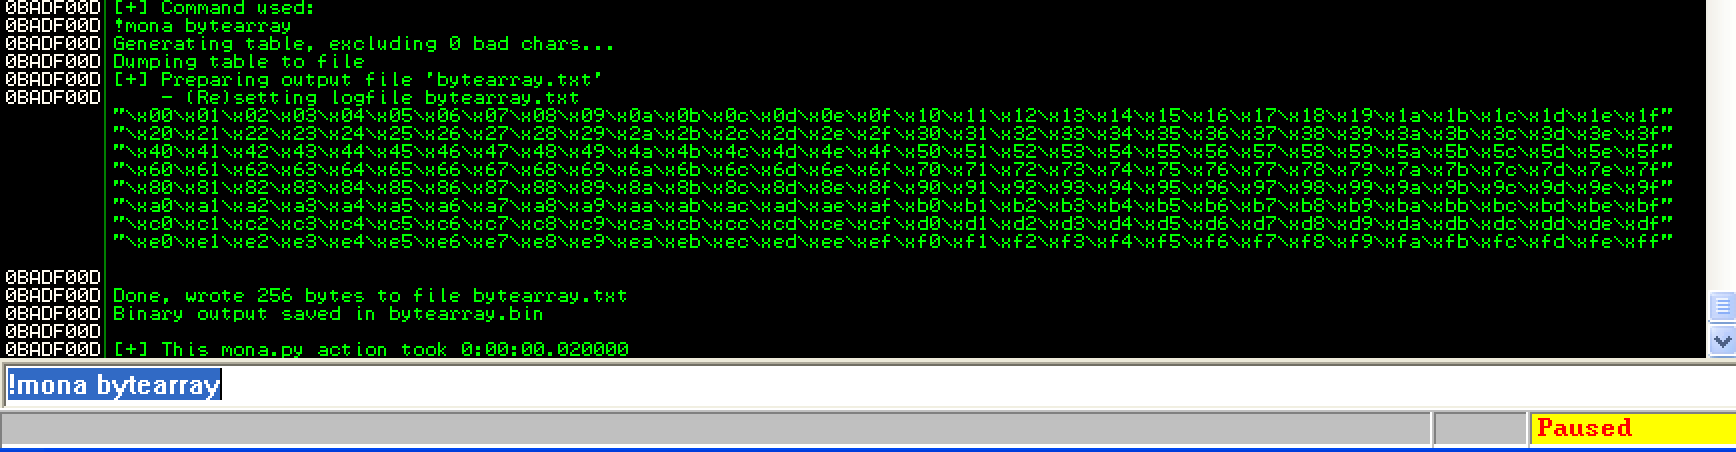 0BADF00D [+] Command used:
0BADF00D !mona bytearray
0BADF00D Generating table, excluding 0 bad chars...
0BADF00D Dumping table to file
0BADF00D [+] Preparing output file 'bytearray.txt'
0BADF00D - (Re)setting logfile bytearray.txt
"\x00\x01\x02\x03\x04\x05\x06\x07\x08\x09\x0a\x0b\x0c\x0d\x0e\x0f\x10\x11\x12\x13\x14\x15\x16\x17\x18\x19\x1a\x1b\x1c\x1d\x1e\x1f"
"\x20\x21\x22\x23\x24\x25\x26\x27\x28\x29\x2a\x2b\x2c\x2d\x2e\x2f\x30\x31\x32\x33\x34\x35\x36\x37\x38\x39\x3a\x3b\x3c\x3d\x3e\x3f"
"\x40\x41\x42\x43\x44\x45\x46\x47\x48\x49\x4a\x4b\x4c\x4d\x4e\x4f\x50\x51\x52\x53\x54\x55\x56\x57\x58\x59\x5a\x5b\x5c\x5d\x5e\x5f"
"\x60\x61\x62\x63\x64\x65\x66\x67\x68\x69\x6a\x6b\x6c\x6d\x6e\x6f\x70\x71\x72\x73\x74\x75\x76\x77\x78\x79\x7a\x7b\x7c\x7d\x7e\x7f"
"\x80\x81\x82\x83\x84\x85\x86\x87\x88\x89\x8a\x8b\x8c\x8d\x8e\x8f\x90\x91\x92\x93\x94\x95\x96\x97\x98\x99\x9a\x9b\x9c\x9d\x9e\x9f"
"\xa0\xa1\xa2\xa3\xa4\xa5\xa6\xa7\xa8\xa9\xaa\xab\xac\xad\xae\xaf\xb0\xb1\xb2\xb3\xb4\xb5\xb6\xb7\xb8\xb9\xba\xbb\xbc\xbd\xbe\xbf"
"\xc0\xc1\xc2\xc3\xc4\xc5\xc6\xc7\xc8\xc9\xca\xcb\xcc\xcd\xce\xcf\xd0\xd1\xd2\xd3\xd4\xd5\xd6\xd7\xd8\xd9\xda\xdb\xdc\xdd\xde\xdf"
"\xe0\xe1\xe2\xe3\xe4\xe5\xe6\xe7\xe8\xe9\xea\xeb\xec\xed\xee\xef\xf0\xf1\xf2\xf3\xf4\xf5\xf6\xf7\xf8\xf9\xfa\xfb\xfc\xfd\xfe\xff"
0BADF00D
0BADF00D Done, wrote 256 bytes to file bytearray.txt
0BADF00D Binary output saved in bytearray.bin
0BADF00D
0BADF00D [+] This mona.py action took 0:00:00.020000
!mona bytearray
Paused